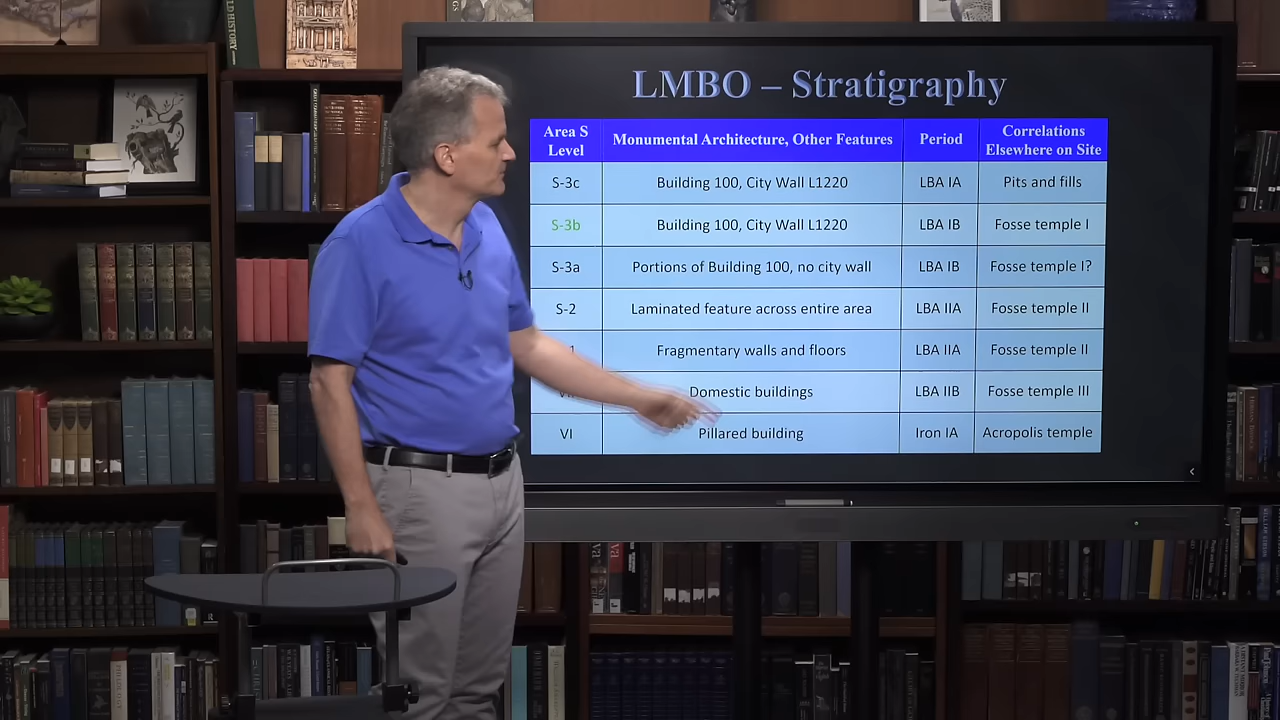 LD HISTORY
LMBO – Stratigraphy
Area S Level
Monumental Architecture, Other Features
Period
Correlations Elsewhere on Site
S-3c Building 100, City Wall L1220 LBA IA Pits and fills
S-3b Building 100, City Wall L1220 LBA IB Fosse temple I
S-3a Portions of Building 100, no city wall LBA IB Fosse temple I?
S-2 Laminated feature across entire area LBA IIA Fosse temple II
1 Fragmentary walls and floors LBA IIA Fosse temple II
Domestic buildings LBA IIB Fosse temple III
VI Pillared building Iron IA Acropolis temple